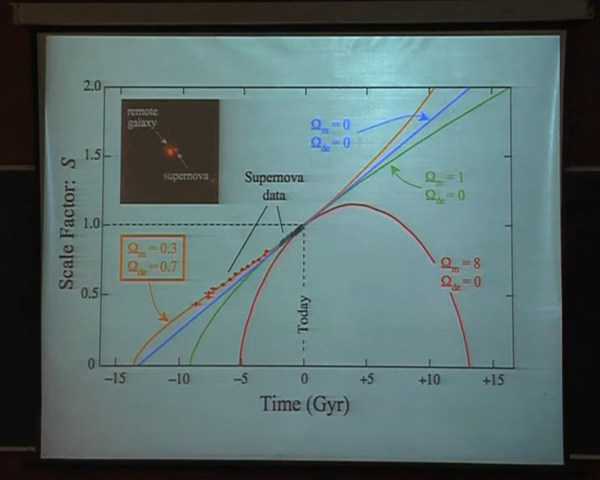 2.0
remote
galaxy
supernova
Ωm = 0
Ωde = 0
1.5
Supernova
data
Ωm = 1
Ωde = 0
Scale Factor: S
1.0
Ωm = 0.3
Ωde = 0.7
Ωm = 8
Ωde = 0
0.5
Today
0
−15
−10
−5
0
+5
+10
+15
Time (Gyr)